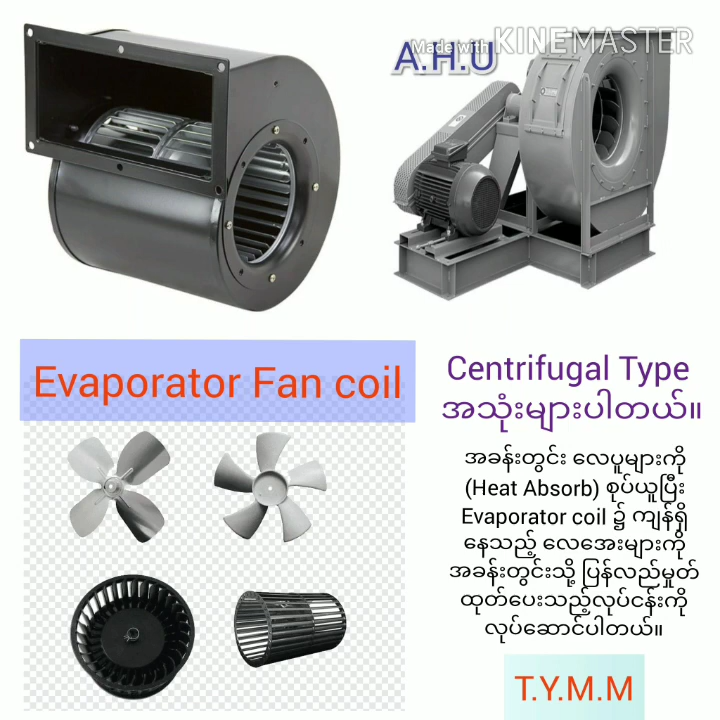 Made with KINEMASTER
A.H.U
Evaporator Fan coil
Centrifugal Type
အသုံးများပါတယ်။
အခန်းတွင်း လေပူများကို
(Heat Absorb) စုပ်ယူပြီး
Evaporator coil ၌ ကျန်ရှိ
နေသည့် လေအေးများကို
အခန်းတွင်းသို့ ပြန်လည်မှုတ်
ထုတ်ပေးသည့်လုပ်ငန်းကို
လုပ်ဆောင်ပါတယ်။
T.Y.M.M